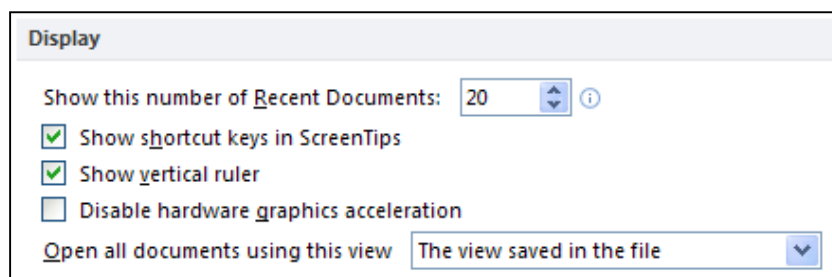 Display
Show this number of Recent Documents: 20
Show shortcut keys in ScreenTips
Show vertical ruler
Disable hardware graphics acceleration
Open all documents using this view The view saved in the file